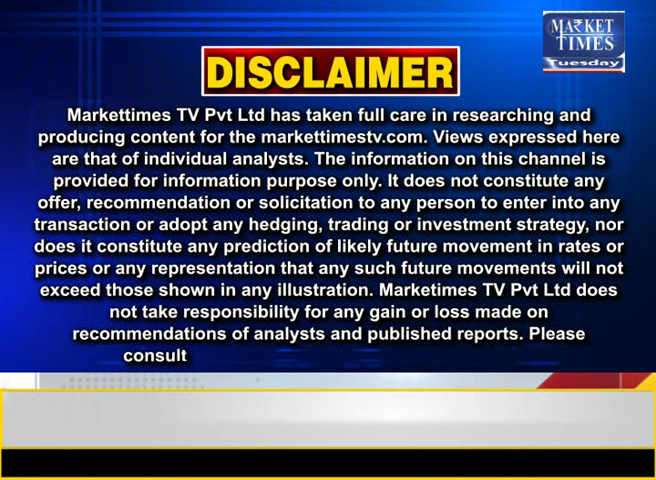 MARKET
TIMES
Tuesday
DISCLAIMER
Markettimes TV Pvt Ltd has taken full care in researching and
producing content for the markettimestv.com. Views expressed here
are that of individual analysts. The information on this channel is
provided for information purpose only. It does not constitute any
offer, recommendation or solicitation to any person to enter into any
transaction or adopt any hedging, trading or investment strategy, nor
does it constitute any prediction of likely future movement in rates or
prices or any representation that any such future movements will not
exceed those shown in any illustration. Marketimes TV Pvt Ltd does
not take responsibility for any gain or loss made on
recommendations of analysts and published reports. Please
consult